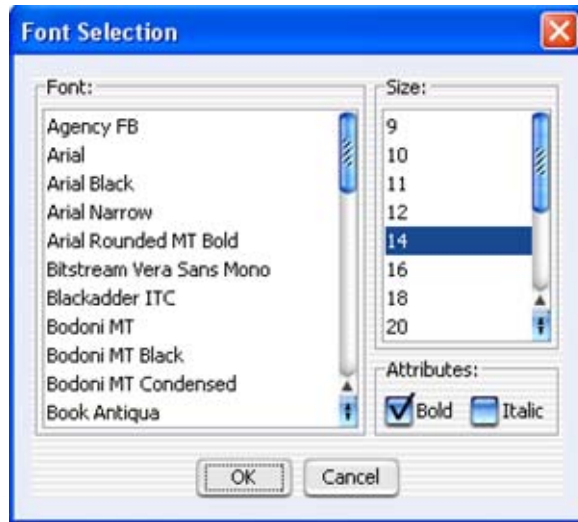 Font Selection
Font:
Agency FB
Arial
Arial Black
Arial Narrow
Arial Rounded MT Bold
Bitstream Vera Sans Mono
Blackadder ITC
Bodoni MT
Bodoni MT Black
Bodoni MT Condensed
Book Antiqua
Size:
9
10
11
12
14
16
18
20
Attributes:
Bold Italic
OK Cancel